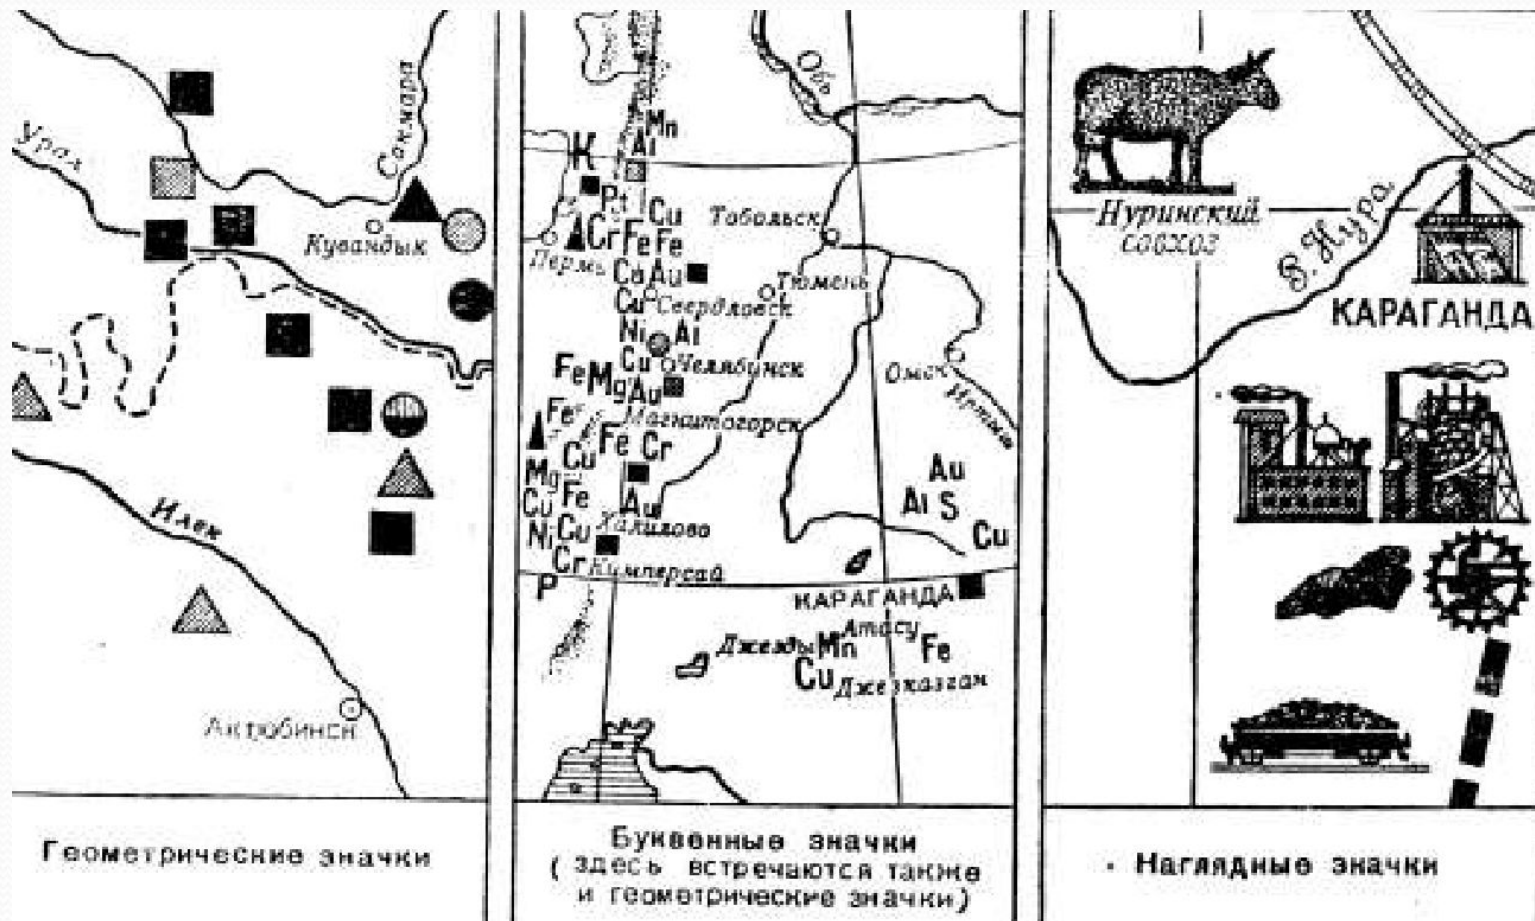 Урал
Сакмара
Кувандык
Илек
Актюбинск
Геометрические значки
Обь
Mn
Al
K
Pt
Cu
Тобольск
Cr Fe Fe
Пермь
Au
Тюмень
Cu
Свердловск
Ni Al
Cu Челябинск
Fe Mg Au
Омск
Иртыш
Fe
Магнитогорск
Fe Cr
Cu
Mg
Au
Cu Fe
Au
Al S
Халилово
Ni Cu
Cu
Cr Кимперсай
P
КАРАГАНДА
Атасу
Джезды Mn
Fe
Cu Джезказган
Буквенные значки
(здесь встречаются также
и геометрические значки)
Нуринский
совхоз
р. Нура
КАРАГАНДА
Наглядные значки